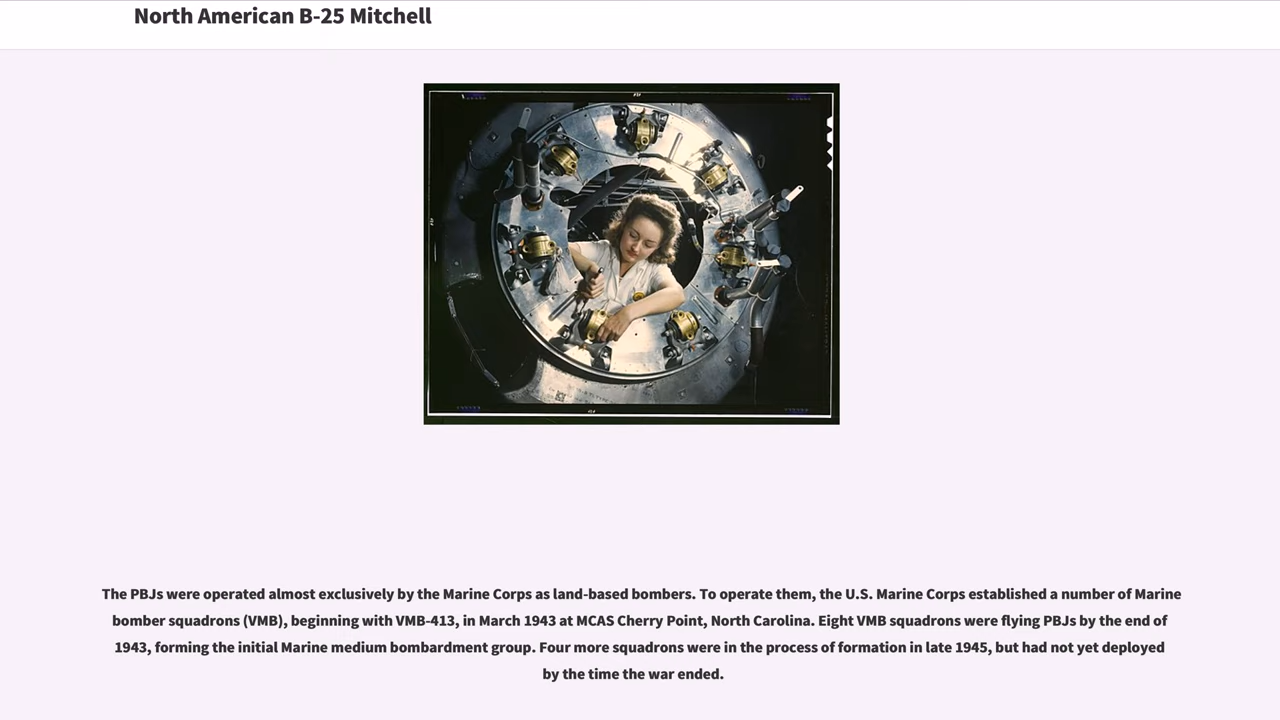 North American B-25 Mitchell
The PBJs were operated almost exclusively by the Marine Corps as land-based bombers. To operate them, the U.S. Marine Corps established a number of Marine
bomber squadrons (VMB), beginning with VMB-413, in March 1943 at MCAS Cherry Point, North Carolina. Eight VMB squadrons were flying PBJs by the end of
1943, forming the initial Marine medium bombardment group. Four more squadrons were in the process of formation in late 1945, but had not yet deployed
by the time the war ended.